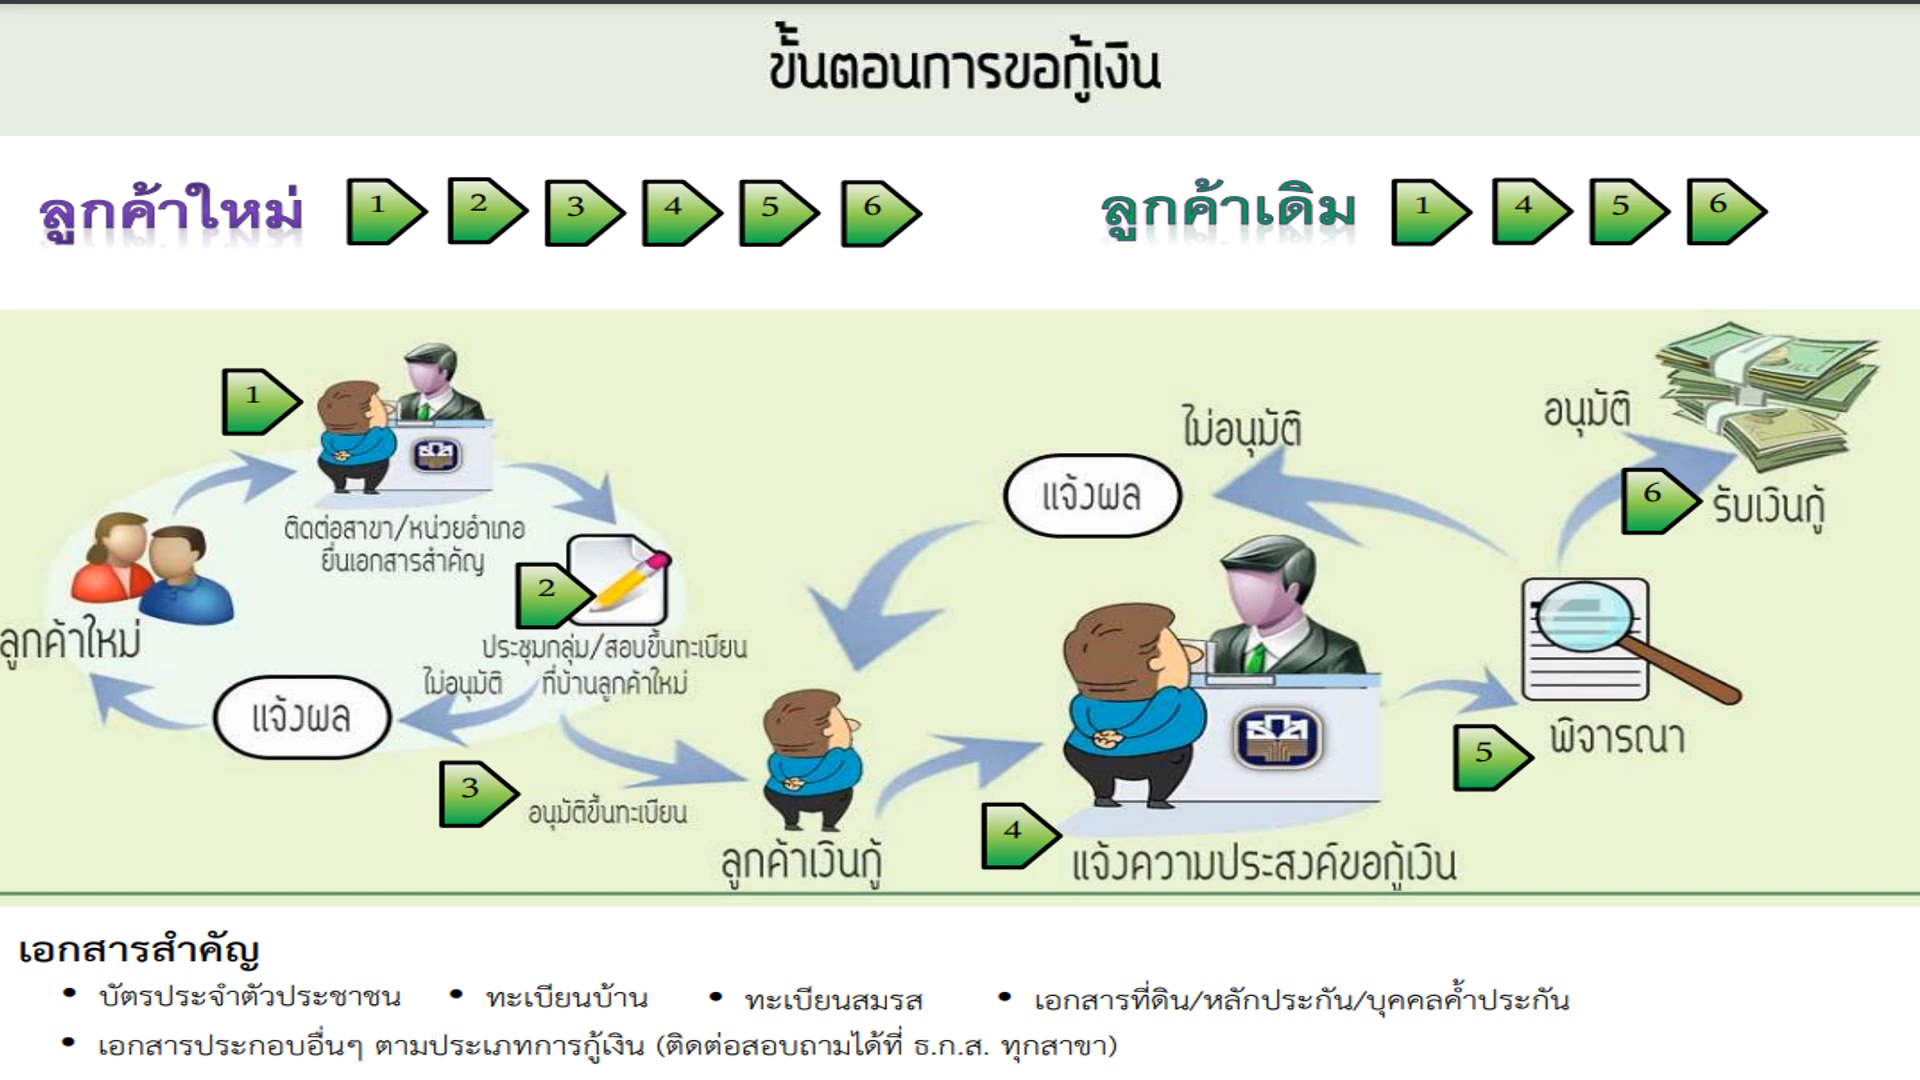 ขั้นตอนการขอกู้เงิน
ลูกค้าใหม่ 1 2 3 4 5 6
ลูกค้าเดิม 1 4 5 6
1
ติดต่อสาขา/หน่วยอำเภอ
ยื่นเอกสารสำคัญ
ลูกค้าใหม่
2
ประชุมกลุ่ม/สอบขึ้นทะเบียน
ที่บ้านลูกค้าใหม่
ไม่อนุมัติ
แจ้งผล
3
อนุมัติขึ้นทะเบียน
ลูกค้าเงินกู้
4
แจ้งความประสงค์ขอกู้เงิน
5
พิจารณา
ไม่อนุมัติ
แจ้งผล
อนุมัติ
6
รับเงินกู้
เอกสารสำคัญ
• บัตรประจำตัวประชาชน • ทะเบียนบ้าน • ทะเบียนสมรส • เอกสารที่ดิน/หลักประกัน/บุคคลค้ำประกัน
• เอกสารประกอบอื่นๆ ตามประเภทการกู้เงิน (ติดต่อสอบถามได้ที่ ธ.ก.ส. ทุกสาขา)